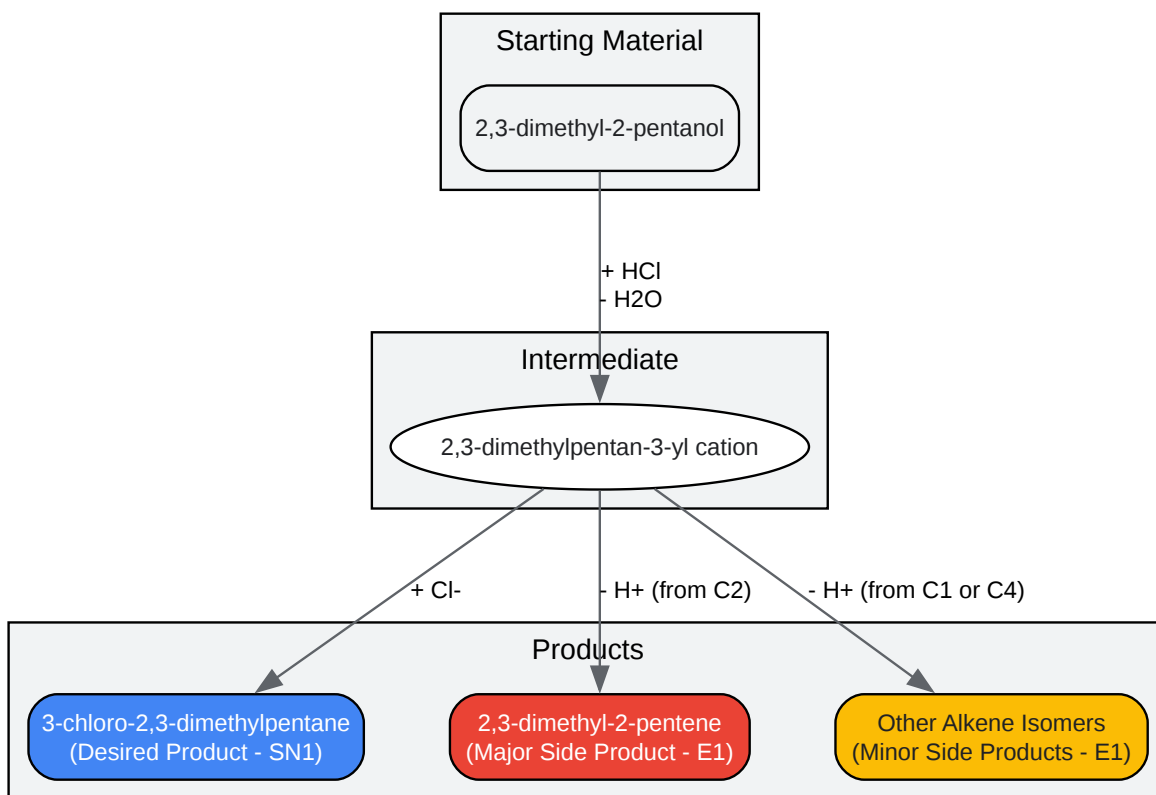 Starting Material
2,3-dimethyl-2-pentanol
+ HCl
- H2O
Intermediate
2,3-dimethylpentan-3-yl cation
+ Cl-
- H+ (from C2)
- H+ (from C1 or C4)
Products
3-chloro-2,3-dimethylpentane
(Desired Product - SN1)
2,3-dimethyl-2-pentene
(Major Side Product - E1)
Other Alkene Isomers
(Minor Side Products - E1)